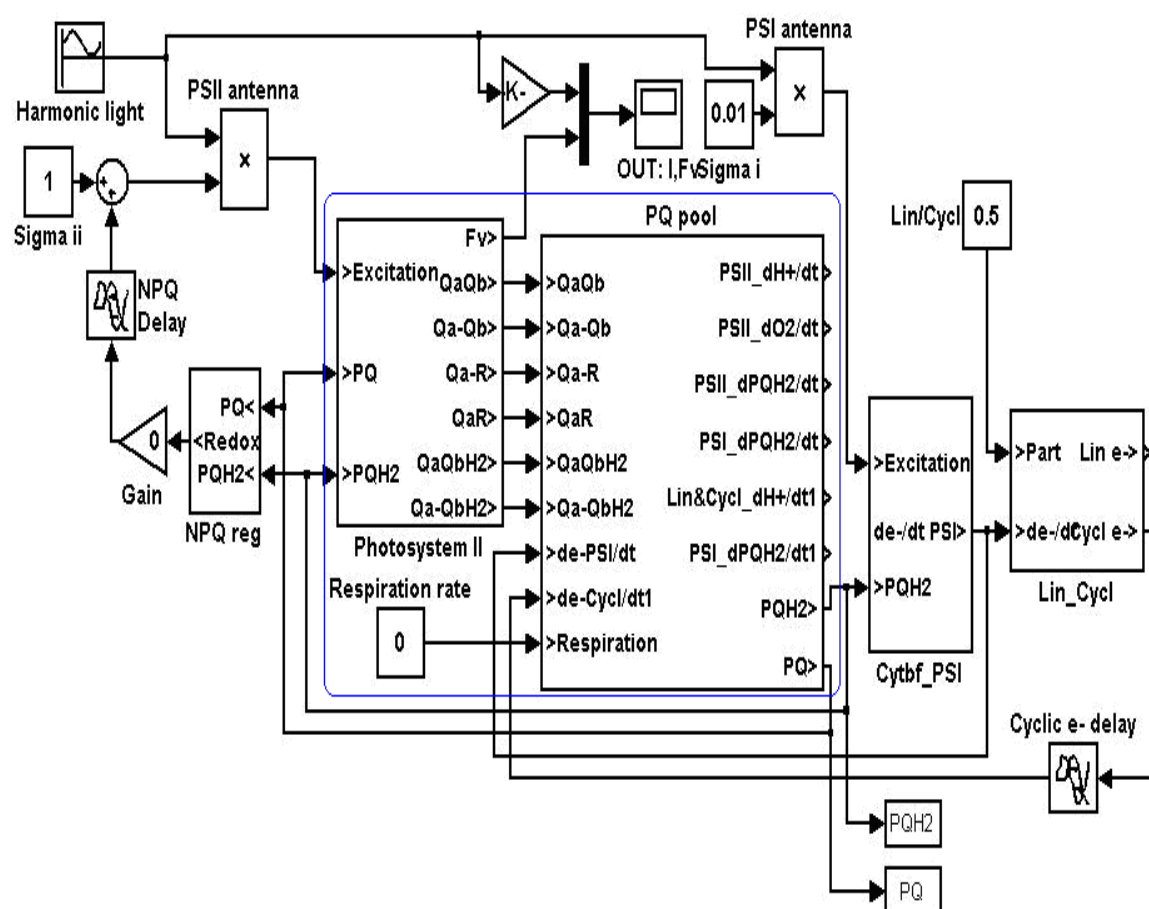 PSI antenna
Harmonic light
PSII antenna
K-
0.01
OUT: I,Fv
Sigma i
x
x
1
Sigma ii
+
+
NPQ
Delay
PQ<
<Redox
PQH2<
NPQ reg
0
Gain
Fv>
>Excitation
QaQb>
Qa-Qb>
>PQ
Qa-R>
QaR>
>PQH2
QaQbH2>
Qa-QbH2>
Photosystem II
Respiration rate
0
PQ pool
>QaQb
>Qa-Qb
>Qa-R
>QaR
>QaQbH2
>Qa-QbH2
>de-PSI/dt
>de-Cycl/dt1
>Respiration
PSII_dH+/dt
PSII_dO2/dt
PSII_dPQH2/dt
PSI_dPQH2/dt
Lin&Cycl_dH+/dt1
PSI_dPQH2/dt1
PQH2>
PQ>
Lin/Cycl
0.5
>Excitation
de-/dt PSI>
>PQH2
Cytbf_PSI
>Part
Lin e->
>de-/dt
Cycl e->
Lin_Cycl
Cyclic e- delay
PQH2
PQ